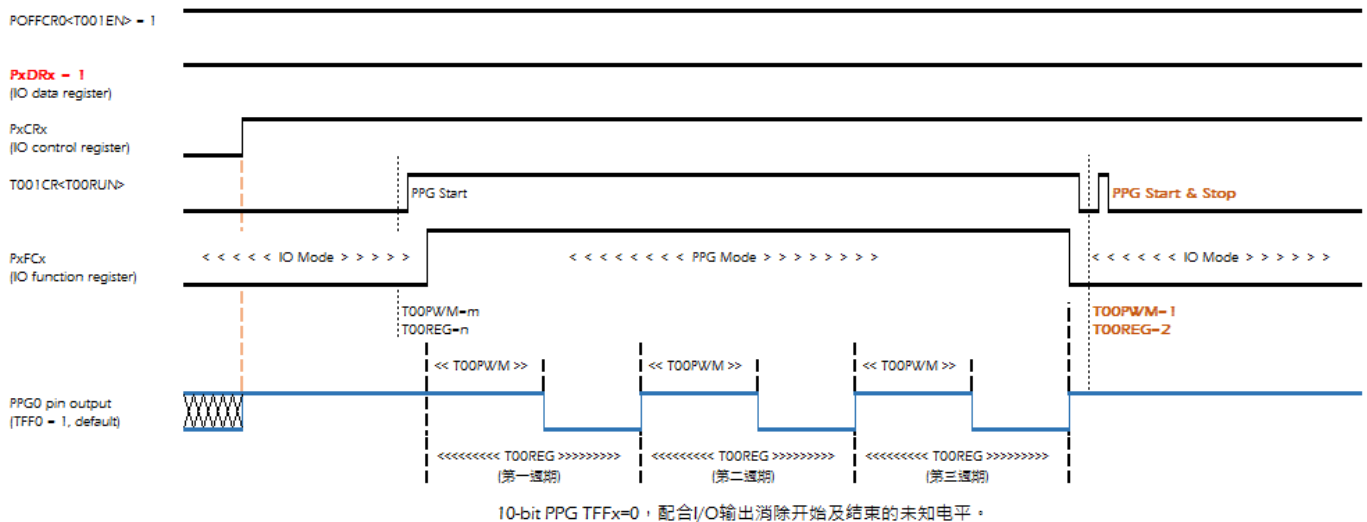 POFFCR0<T001EN> = 1
PxDRx = 1
(IO data register)
PxCRx
(IO control register)
T001CR<T00RUN>
PPG Start
PPG Start & Stop
PxFCx
(IO function register)
< < < < < IO Mode > > > > >
< < < < < < < < PPG Mode > > > > > > > >
< < < < < < IO Mode > > > > > >
T00PWM=m
T00REG=n
T00PWM=1
T00REG=2
<< T00PWM >>
<< T00PWM >>
<< T00PWM >>
PPG0 pin output
(TFF0 = 1, default)
<<<<<<<<< T00REG >>>>>>>>>
(第一週期)
<<<<<<<<< T00REG >>>>>>>>>
(第二週期)
<<<<<<<<< T00REG >>>>>>>>>
(第三週期)
10-bit PPG TFFx=0，配合I/O输出消除开始及结束的未知电平。